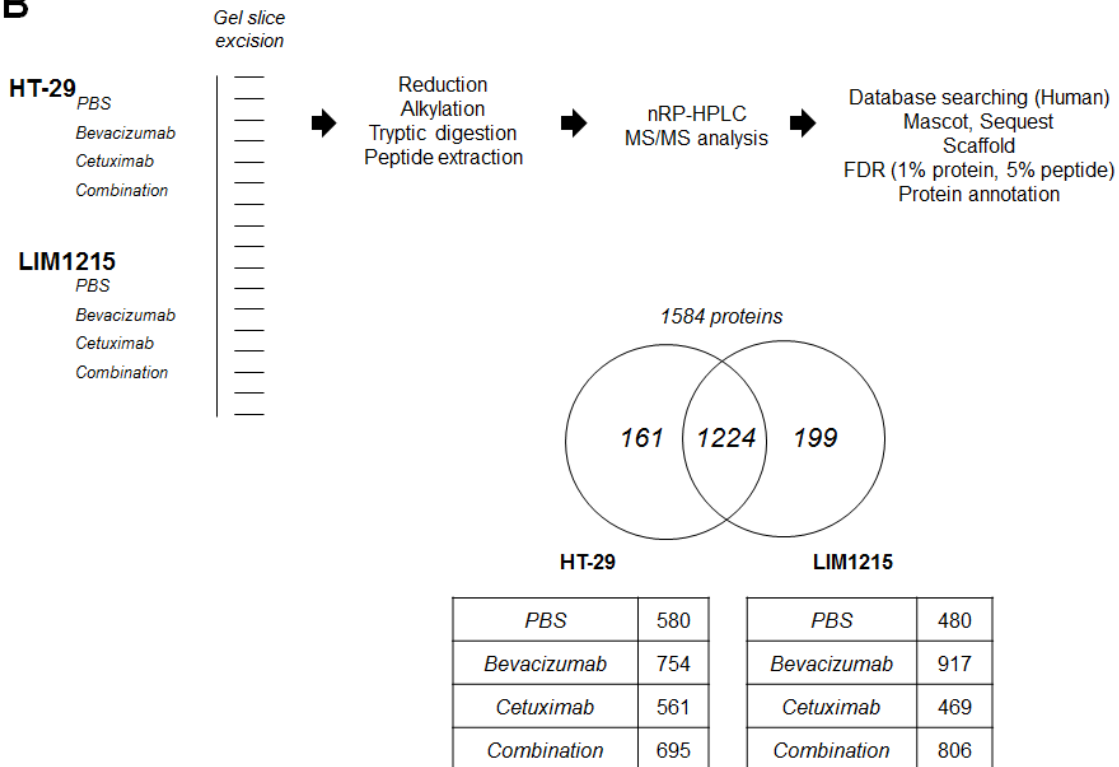 B
Gel slice
excision
HT-29
PBS
Bevacizumab
Cetuximab
Combination
LIM1215
PBS
Bevacizumab
Cetuximab
Combination
Reduction
Alkylation
Tryptic digestion
Peptide extraction
nRP-HPLC
MS/MS analysis
Database searching (Human)
Mascot, Sequest
Scaffold
FDR (1% protein, 5% peptide)
Protein annotation
1584 proteins
161 1224 199
HT-29 LIM1215
PBS 580 PBS 480
Bevacizumab 754 Bevacizumab 917
Cetuximab 561 Cetuximab 469
Combination 695 Combination 806